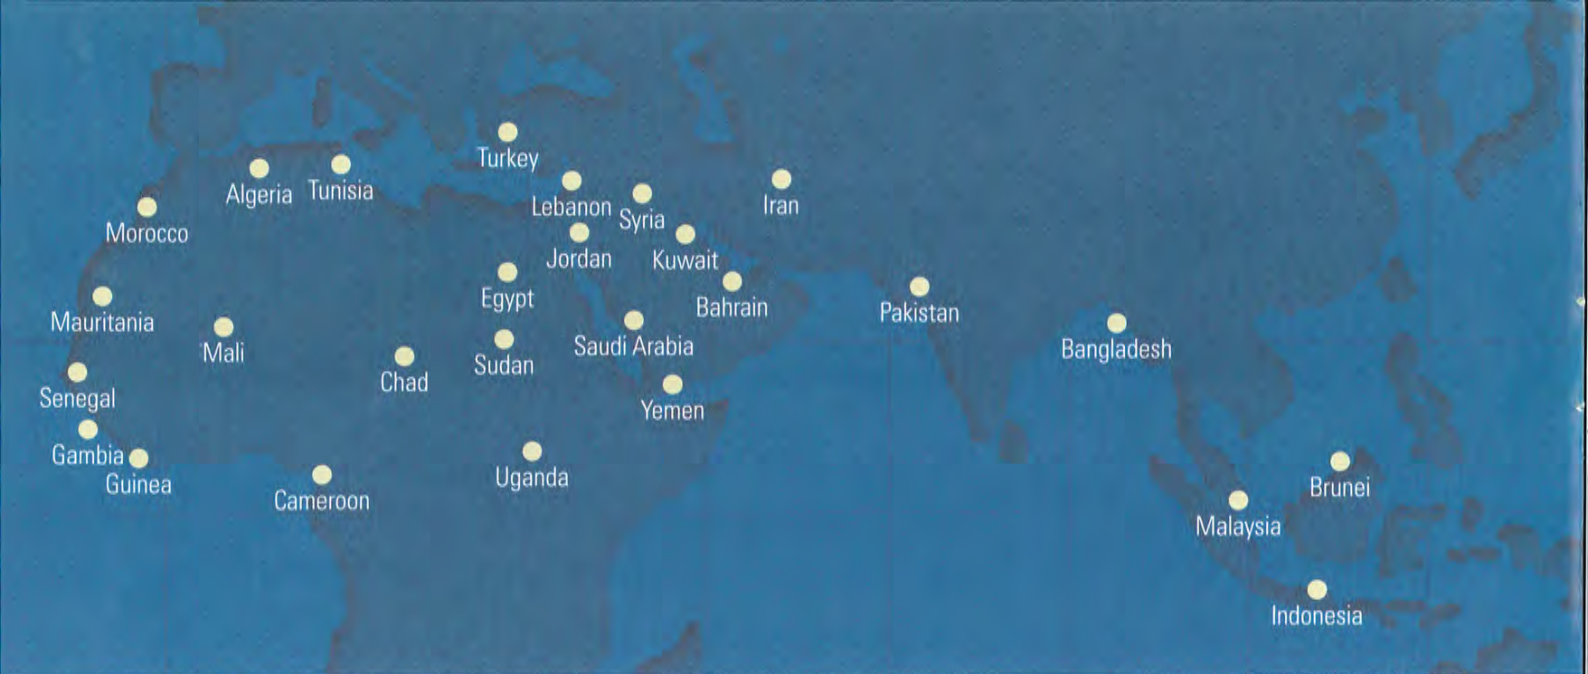 Turkey
Algeria
Tunisia
Lebanon
Syria
Iran
Morocco
Jordan
Kuwait
Egypt
Bahrain
Pakistan
Mauritania
Mali
Saudi Arabia
Bangladesh
Sudan
Chad
Senegal
Yemen
Gambia
Guinea
Uganda
Cameroon
Brunei
Malaysia
Indonesia